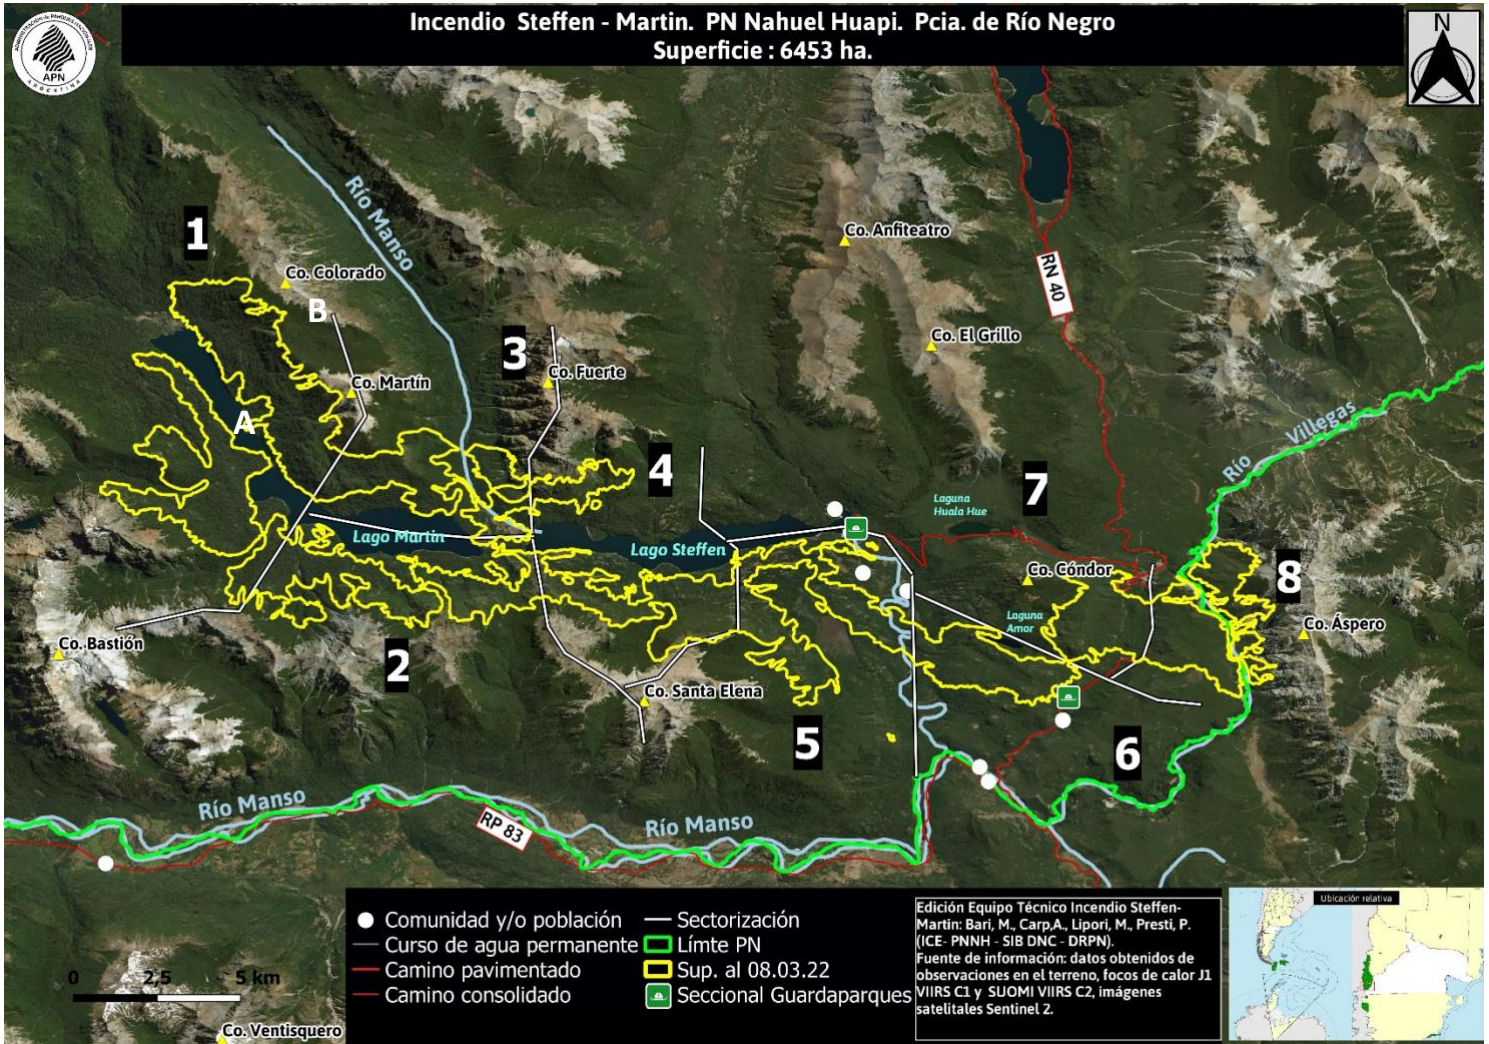 Incendio Steffen - Martin. PN Nahuel Huapi. Pcia. de Río Negro
Superficie : 6453 ha.
APN
ARGENTINA
N
1
Río Manso
Co. Colorado
B
Co. Martín
A
3
Co. Fuerte
Co. Anfiteatro
Co. El Grillo
RN 40
Río Villegas
4
7
Laguna
Huala Hue
Lago Martin
Lago Steffen
Co. Cóndor
8
Laguna
Amor
Co. Áspero
Co. Bastión
2
Co. Santa Elena
5
6
Río Manso
RP 83
Río Manso
0 2,5 5 km
Co. Ventisquero
Comunidad y/o población
Curso de agua permanente
Camino pavimentado
Camino consolidado
Sectorización
Límte PN
Sup. al 08.03.22
Seccional Guardaparques
Edición Equipo Técnico Incendio Steffen-
Martin: Bari, M., Carp,A., Lipori, M., Presti, P.
(ICE- PNNH - SIB DNC - DRPN).
Fuente de información: datos obtenidos de
observaciones en el terreno, focos de calor J1
VIIRS C1 y SUOMI VIIRS C2, imágenes
satelitales Sentinel 2.
Ubicación relativa